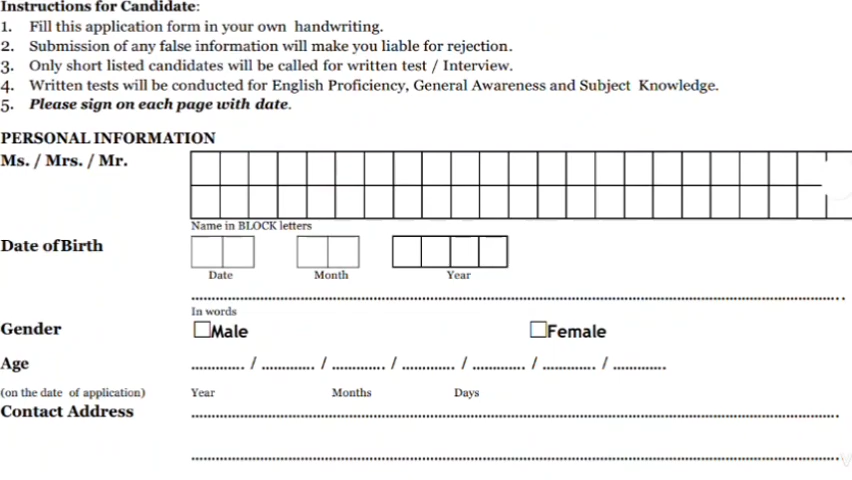 Instructions for Candidate:
1. Fill this application form in your own handwriting.
2. Submission of any false information will make you liable for rejection.
3. Only short listed candidates will be called for written test / Interview.
4. Written tests will be conducted for English Proficiency, General Awareness and Subject Knowledge.
5. Please sign on each page with date.
PERSONAL INFORMATION
Ms. / Mrs. / Mr.
Name in BLOCK letters
Date of Birth
Date Month Year
In words
Gender Male Female
Age ............. / ............. / ............. / ............. / ............. / ............. / .............
(on the date of application) Year Months Days
Contact Address